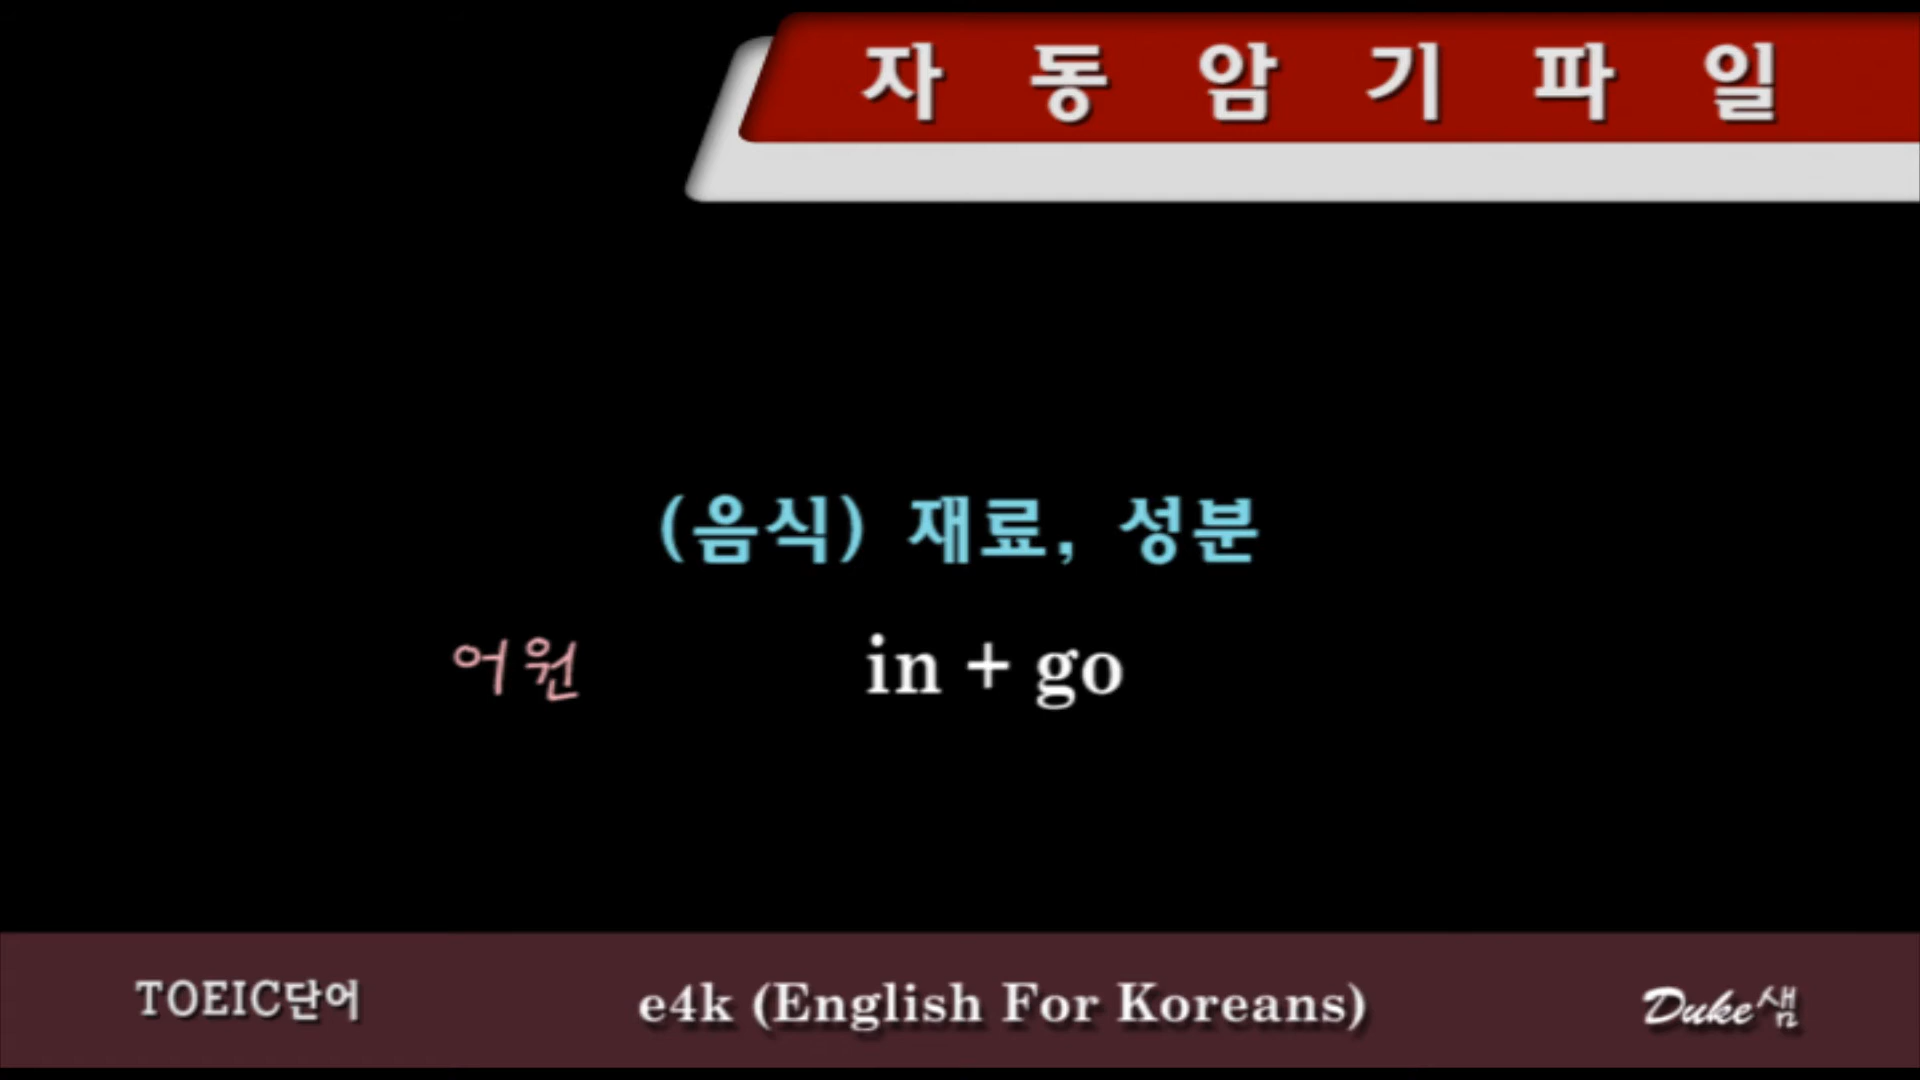 자동암기파일
(음식) 재료, 성분
어원 in + go
TOEIC단어 e4k (English For Koreans) Duke샘